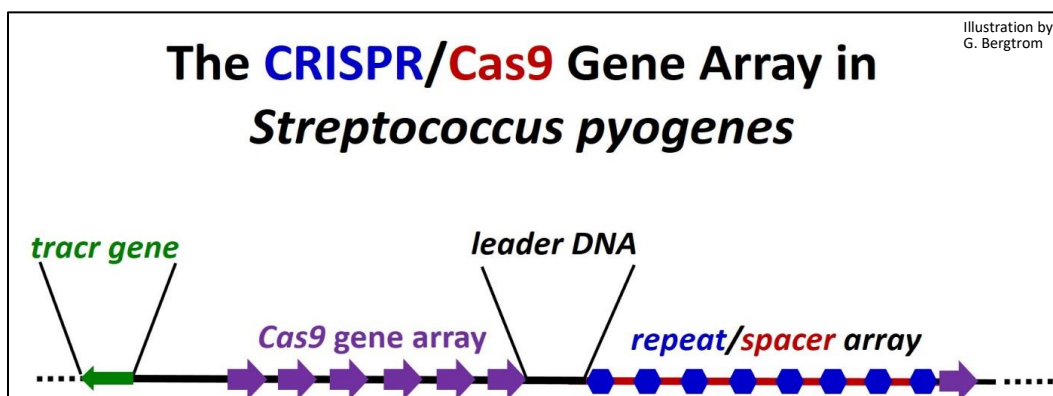 Illustration by
G. Bergtrom
The CRISPR/Cas9 Gene Array in
Streptococcus pyogenes
tracr gene
leader DNA
Cas9 gene array
repeat/spacer array